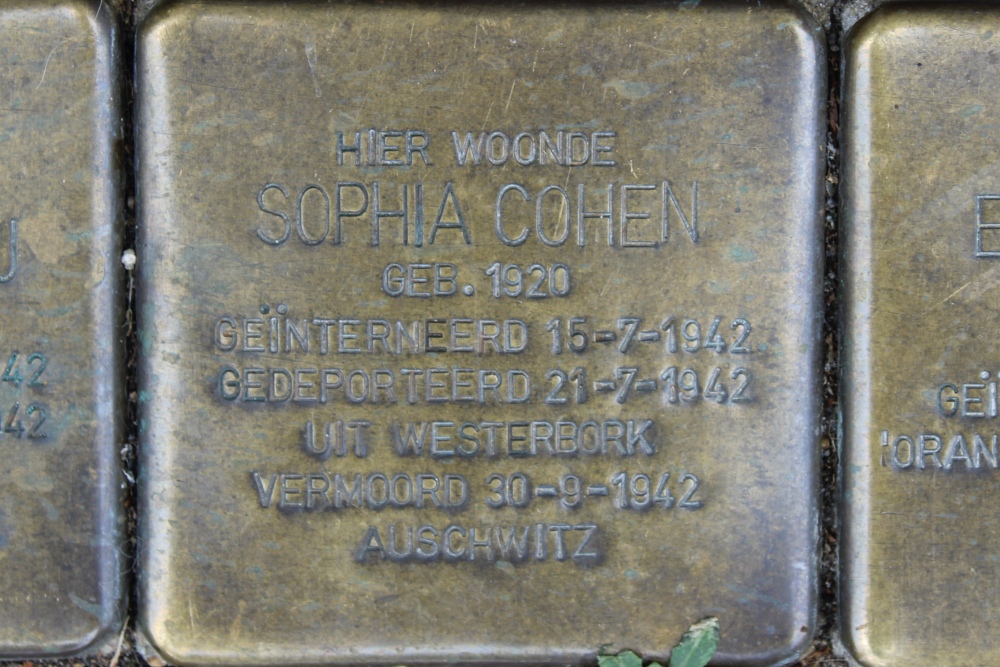 HIER WOONDE
SOPHIA COHEN
GEB. 1920
GEÏNTERNEERD 15-7-1942
GEDEPORTEERD 21-7-1942
UIT WESTERBORK
VERMOORD 30-9-1942
AUSCHWITZ